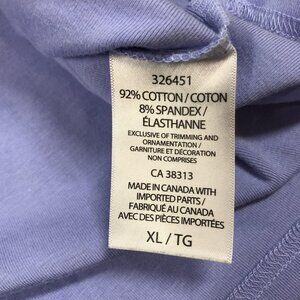 326451
92% COTTON / COTON
8% SPANDEX /
ÉLASTHANNE
EXCLUSIVE OF TRIMMING AND
ORNAMENTATION /
GARNITURE ET DÉCORATION
NON COMPRISES
CA 38313
MADE IN CANADA WITH
IMPORTED PARTS /
FABRIQUÉ AU CANADA
AVEC DES PIÈCES IMPORTÉES
XL / TG